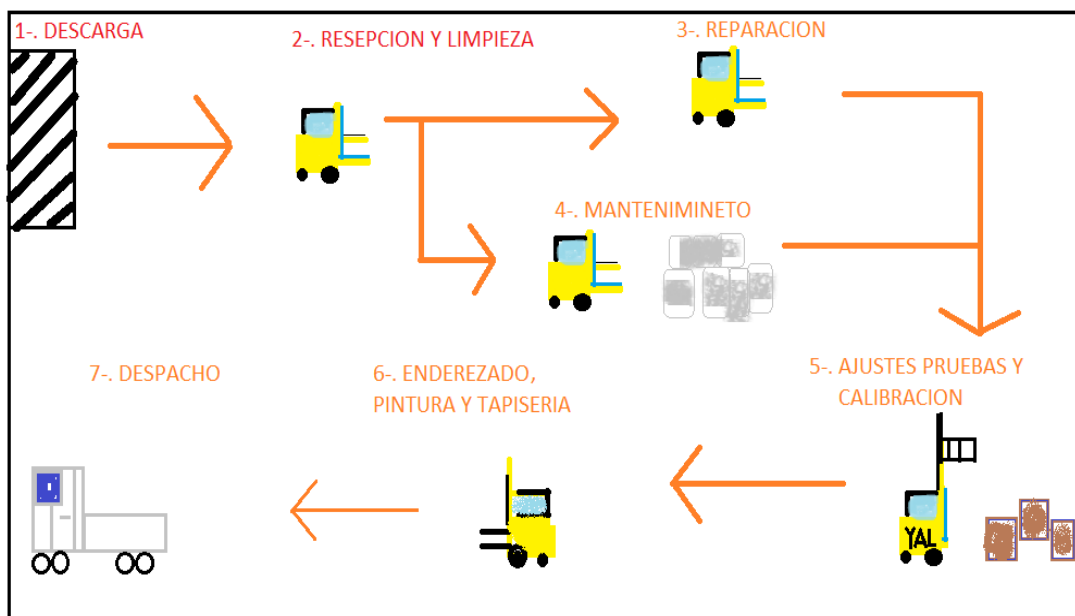 1-. DESCARGA
2-. RESEPCION Y LIMPIEZA
3-. REPARACION
4-. MANTENIMINETO
5-. AJUSTES PRUEBAS Y
CALIBRACION
YAL
6-. ENDEREZADO,
PINTURA Y TAPISERIA
7-. DESPACHO